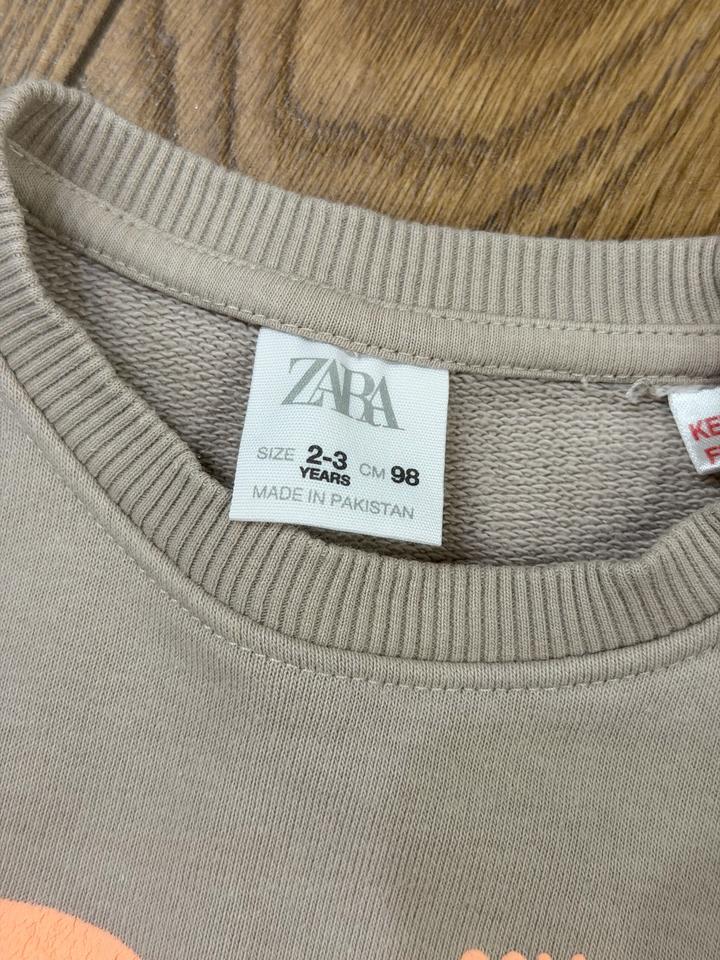 ZARA
SIZE 2-3 YEARS CM 98
MADE IN PAKISTAN